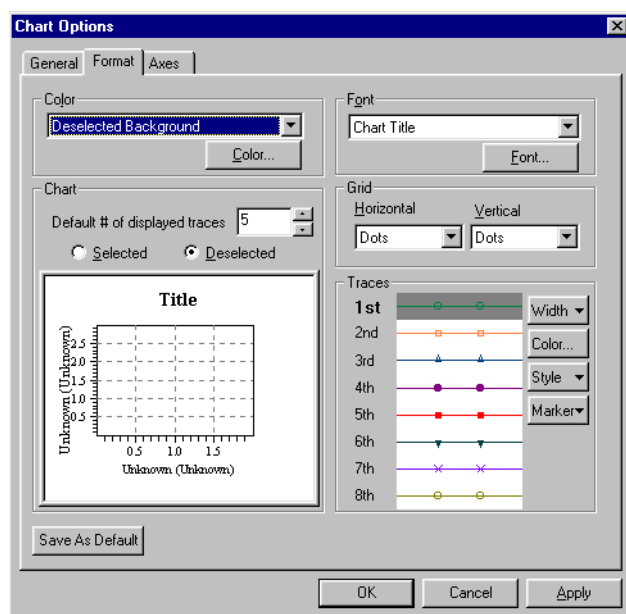 Chart Options
General Format Axes
Color
Deselected Background
Color...
Font
Chart Title
Font...
Chart
Default # of displayed traces 5
Selected Deselected
Title
Unknown (Unknown)
2.5
2.0
1.5
1.0
0.5
0.5 1.0 1.5
Unknown (Unknown)
Grid
Horizontal Vertical
Dots Dots
Traces
1st
2nd
3rd
4th
5th
6th
7th
8th
Width
Color...
Style
Marker
Save As Default
OK Cancel Apply